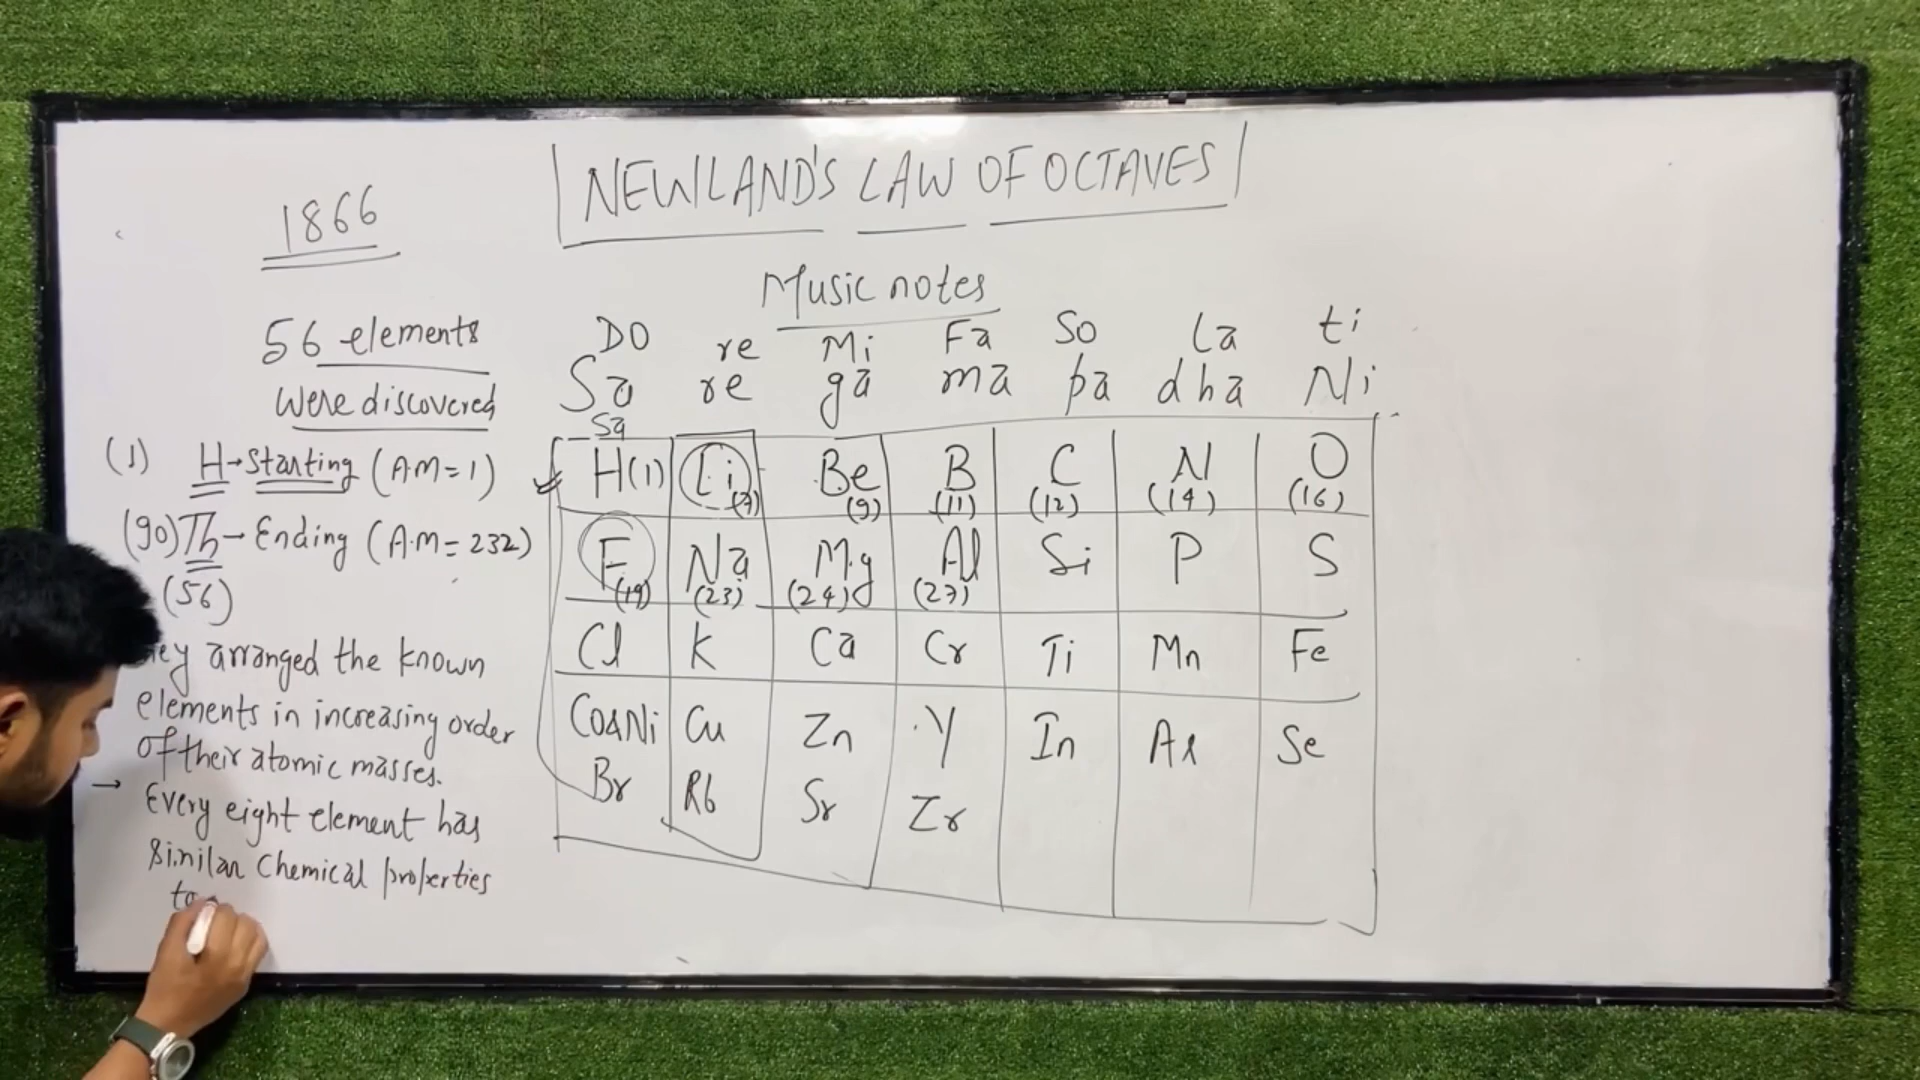 NEWLAND'S LAW OF OCTAVES
1866
Music notes
56 elements
were discovered
DO re Mi Fa So La ti
Sa re ga ma pa dha Ni
Sa
(1) H→Starting (A.M=1)
(90)Th→Ending (A.M=232)
(56)
arranged the known
elements in increasing order
of their atomic masses.
→ Every eight element has
Similar Chemical properties
to
H(1) Li(7) Be(9) B(11) C(12) N(14) O(16)
F(19) Na(23) Mg(24) Al(27) Si P S
Cl K Ca Cr Ti Mn Fe
Co&Ni Cu Zn Y In As Se
Br Rb Sr Zr